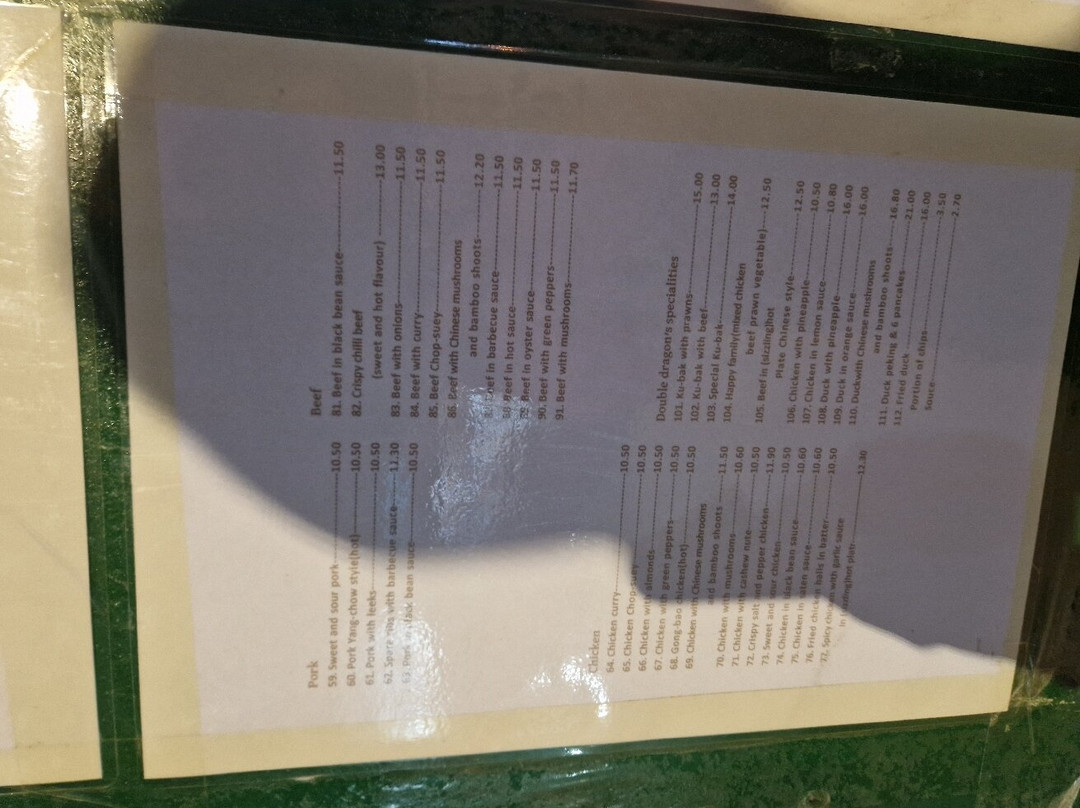 Pork
59. Sweet and sour pork----------10.50
60. Pork Yang-chow style(hot)----------10.50
61. Pork with leeks----------10.50
62. Spare ribs with barbecue sauce----11.30
63. Pork in black bean sauce----------10.50
Chicken
64. Chicken curry----------10.50
65. Chicken Chop-suey----------10.50
66. Chicken with almonds----------10.50
67. Chicken with green peppers--------10.50
68. Gong-bao chicken(hot)----------10.50
69. Chicken with Chinese mushrooms
and bamboo shoots --------11.50
70. Chicken with mushrooms----------10.60
71. Chicken with cashew note----------10.50
72. Crispy salt and pepper chicken----11.90
73. Sweet and sour chicken----------10.50
74. Chicken in black bean sauce-------10.60
75. Chicken in saten sauce----------10.60
76. Fried chicken balls in batter-------10.50
77. Spicy chicken with garlic sauce
in (sizzling)hot plan----------12.30
Beef
81. Beef in black bean sauce----------11.50
82. Crispy chilli beef
(sweet and hot flavour) ----------13.00
83. Beef with onions----------11.50
84. Beef with curry----------11.50
85. Beef Chop-suey----------11.50
86. Beef with Chinese mushrooms
and bamboo shoots----------12.20
87. Beef in barbecue sauce----------11.50
88. Beef in hot sauce----------11.50
89. Beef in oyster sauce----------11.50
90. Beef with green peppers----------11.50
91. Beef with mushrooms----------11.70
Double dragon's specialities
101. Ku-bak with prawns----------15.00
102. Ku-bak with beef----------13.00
103. Special Ku-bak----------14.00
104. Happy family(mixed chicken
beef prawn vegetable)----12.50
105. Beef in (sizzling)hot
Plate Chinese style----------12.50
106. Chicken with pineapple----------10.50
107. Chicken in lemon sauce----------10.80
108. Duck with pineapple----------16.00
109. Duck in orange sauce----------16.00
110. Duckwith Chinese mushrooms
and bamboo shoots ------16.80
111. Duck peking & 6 pancakes--------21.00
112. Fried duck ----------16.00
Portion of chips----------3.50
Source----------2.70